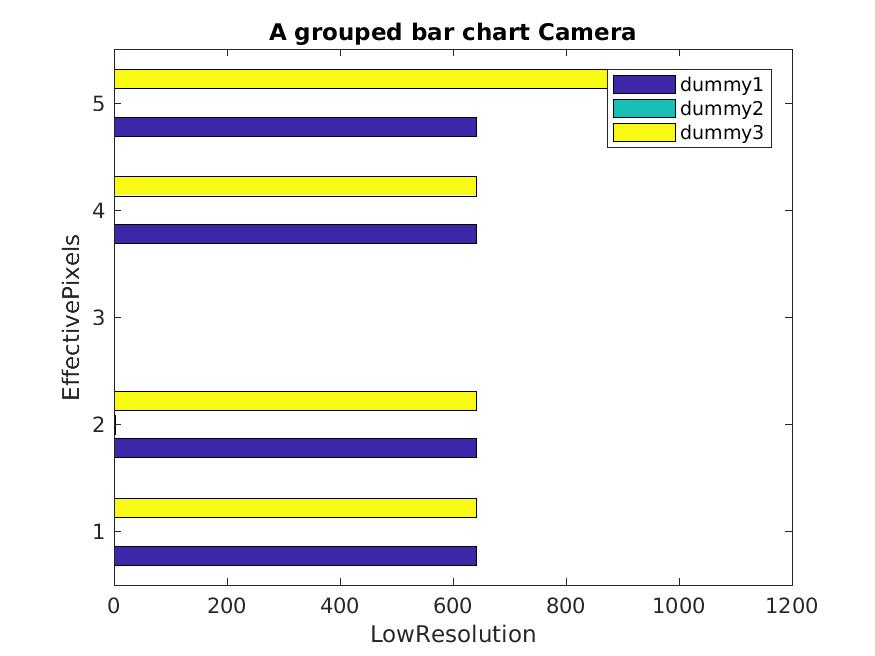 A grouped bar chart Camera
dummy1
dummy2
dummy3
5
4
3
2
1
EffectivePixels
0 200 400 600 800 1000 1200
LowResolution